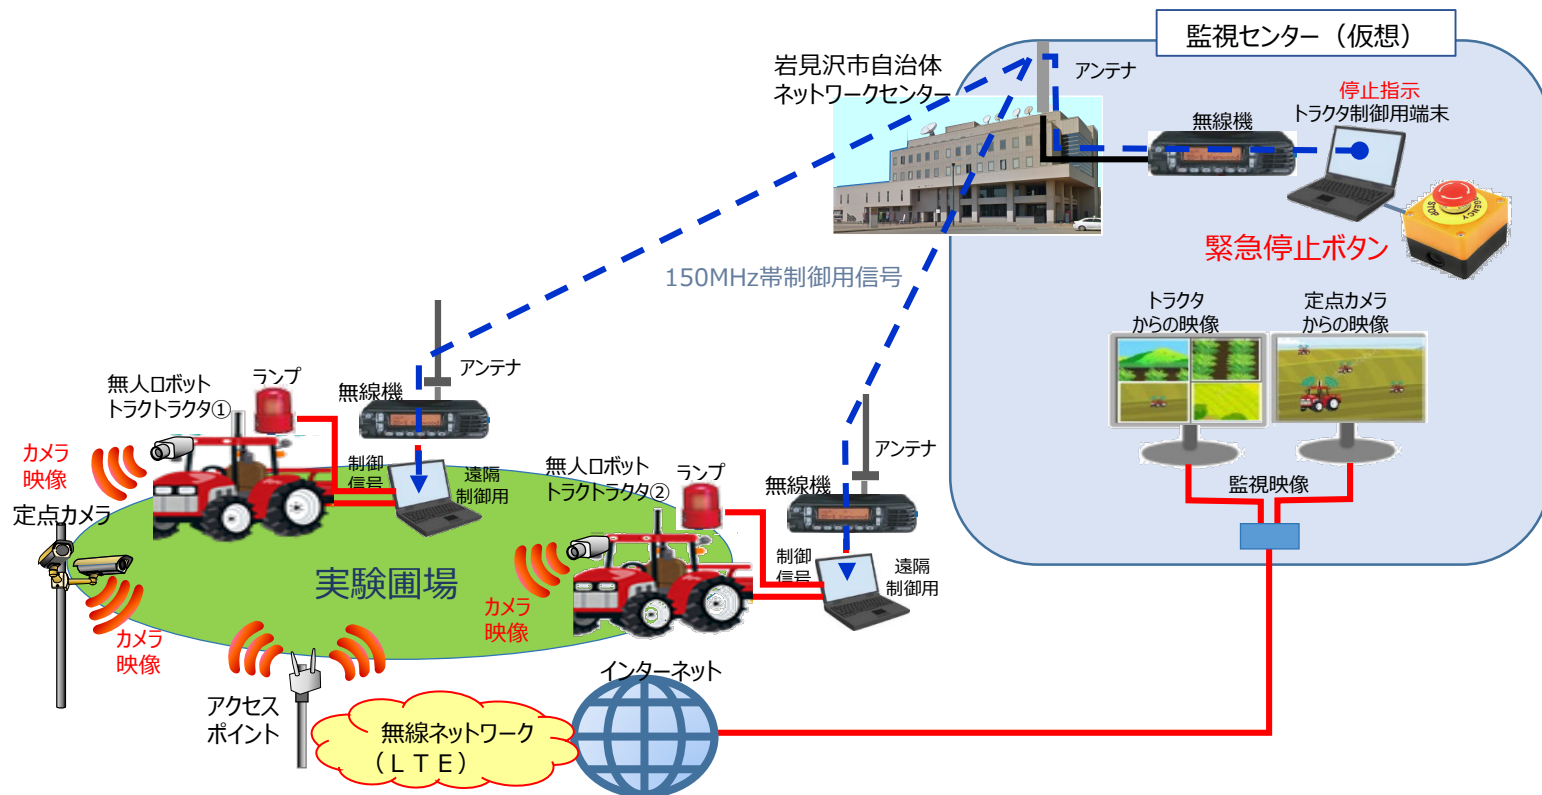 監視センター（仮想）
岩見沢市自治体
ネットワークセンター
アンテナ
停止指示
トラクタ制御用端末
無線機
STOP
緊急停止ボタン
150MHz帯制御用信号
トラクタ
からの映像
定点カメラ
からの映像
監視映像
アンテナ
無線機
ランプ
無人ロボット
トラクトラクタ①
カメラ
映像
制御
信号
遠隔
制御用
定点カメラ
無人ロボット
トラクトラクタ②
ランプ
アンテナ
無線機
制御
信号
遠隔
制御用
実験圃場
カメラ
映像
カメラ
映像
アクセス
ポイント
インターネット
無線ネットワーク
（ＬＴＥ）